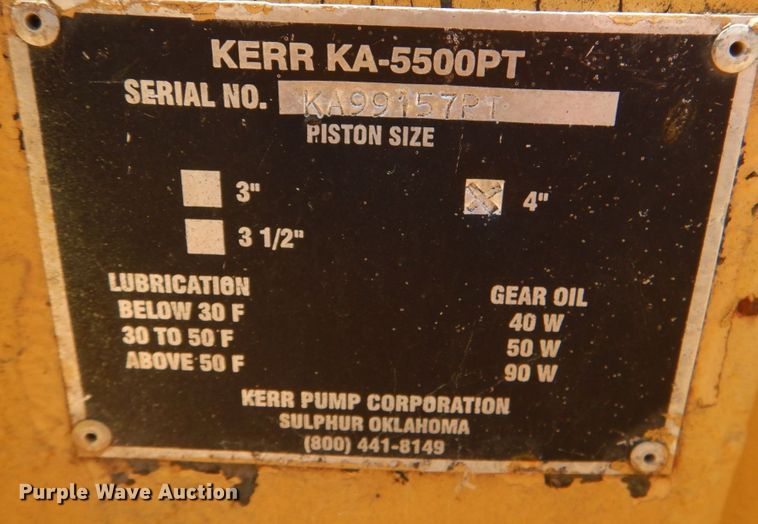 KERR KA-5500PT
SERIAL NO. KA99157PT
PISTON SIZE
3" 4"
3 1/2"
LUBRICATION GEAR OIL
BELOW 30 F 40 W
30 TO 50 F 50 W
ABOVE 50 F 90 W
KERR PUMP CORPORATION
SULPHUR OKLAHOMA
(800) 441-8149
Purple Wave Auction